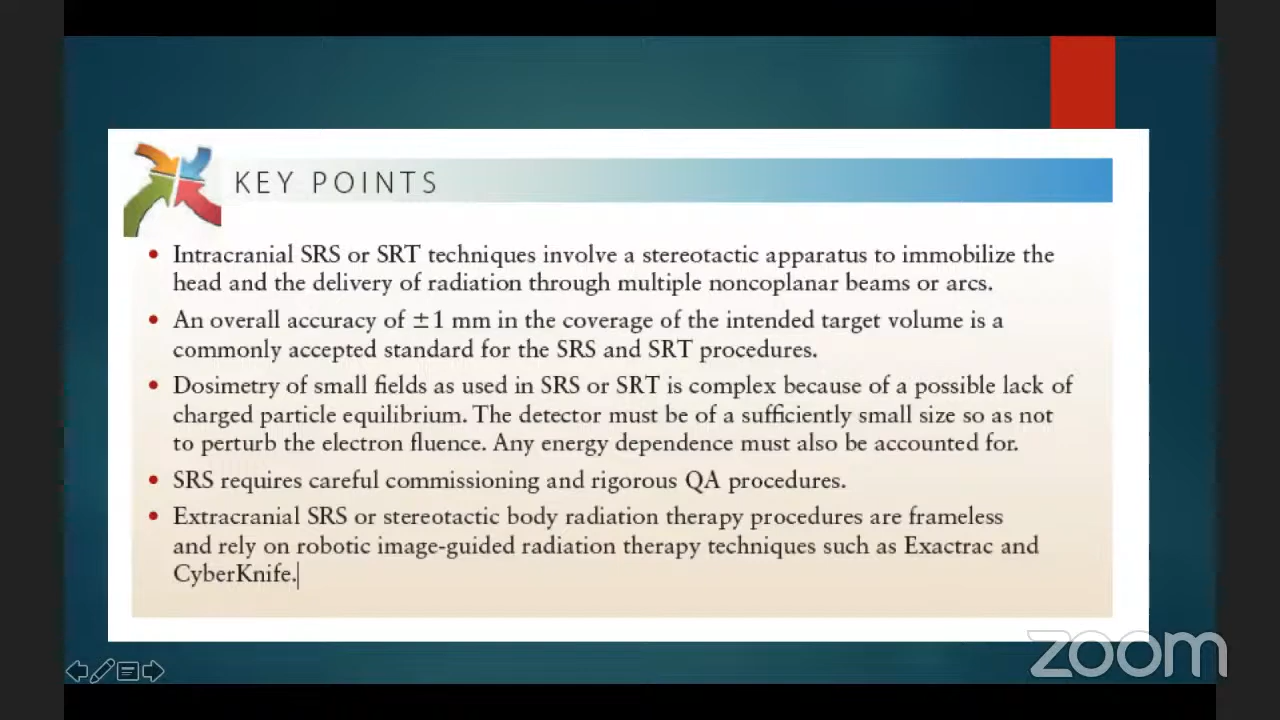 KEY POINTS
• Intracranial SRS or SRT techniques involve a stereotactic apparatus to immobilize the
head and the delivery of radiation through multiple noncoplanar beams or arcs.
• An overall accuracy of ±1 mm in the coverage of the intended target volume is a
commonly accepted standard for the SRS and SRT procedures.
• Dosimetry of small fields as used in SRS or SRT is complex because of a possible lack of
charged particle equilibrium. The detector must be of a sufficiently small size so as not
to perturb the electron fluence. Any energy dependence must also be accounted for.
• SRS requires careful commissioning and rigorous QA procedures.
• Extracranial SRS or stereotactic body radiation therapy procedures are frameless
and rely on robotic image-guided radiation therapy techniques such as Exactrac and
CyberKnife.
zoom